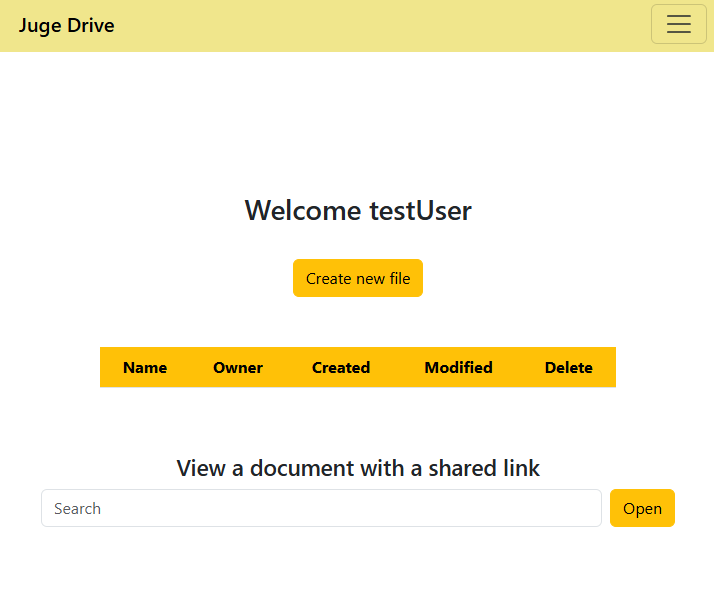 Juge Drive
Welcome testUser
Create new file
Name Owner Created Modified Delete
View a document with a shared link
Search Open